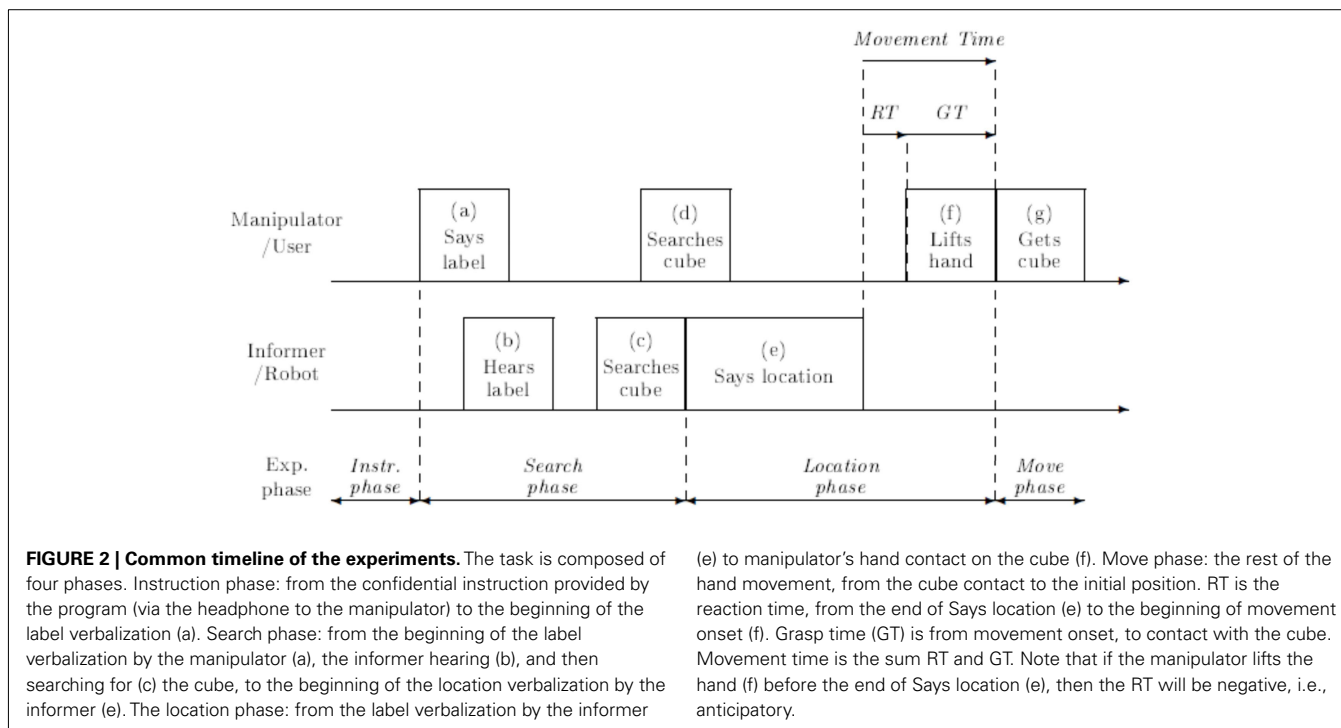 Movement Time
RT GT
Manipulator
/User
(a)
Says
label
(d)
Searches
cube
(f)
Lifts
hand
(g)
Gets
cube
Informer
/Robot
(b)
Hears
label
(c)
Searches
cube
(e)
Says location
Exp.
phase
Instr.
phase
Search
phase
Location
phase
Move
phase
FIGURE 2 | Common timeline of the experiments. The task is composed of
four phases. Instruction phase: from the confidential instruction provided by
the program (via the headphone to the manipulator) to the beginning of the
label verbalization (a). Search phase: from the beginning of the label
verbalization by the manipulator (a), the informer hearing (b), and then
searching for (c) the cube, to the beginning of the location verbalization by the
informer (e). The location phase: from the label verbalization by the informer
(e) to manipulator's hand contact on the cube (f). Move phase: the rest of the
hand movement, from the cube contact to the initial position. RT is the
reaction time, from the end of Says location (e) to the beginning of movement
onset (f). Grasp time (GT) is from movement onset, to contact with the cube.
Movement time is the sum RT and GT. Note that if the manipulator lifts the
hand (f) before the end of Says location (e), then the RT will be negative, i.e.,
anticipatory.